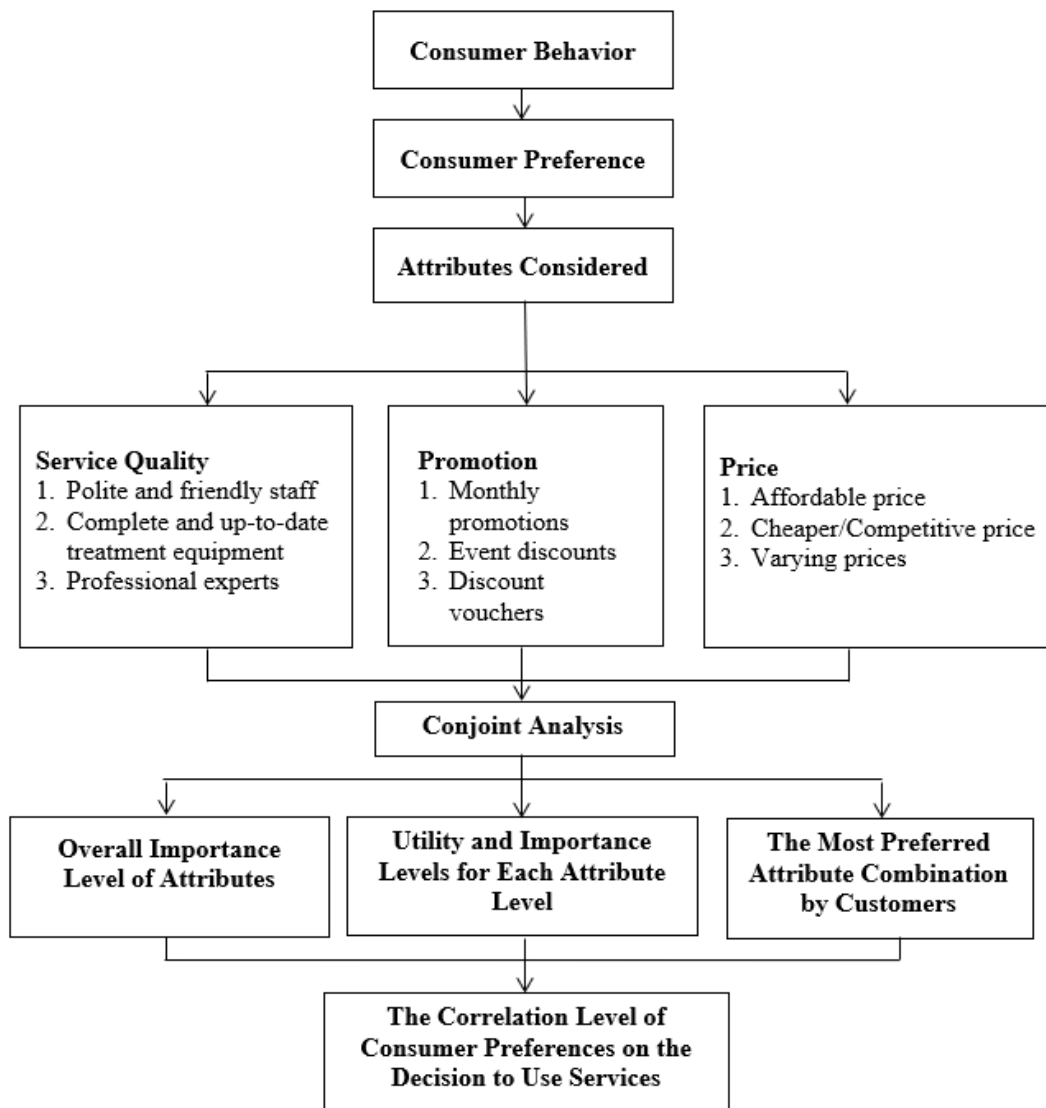 Consumer Behavior
Consumer Preference
Attributes Considered
Service Quality
1. Polite and friendly staff
2. Complete and up-to-date
treatment equipment
3. Professional experts
Promotion
1. Monthly
promotions
2. Event discounts
3. Discount
vouchers
Price
1. Affordable price
2. Cheaper/Competitive price
3. Varying prices
Conjoint Analysis
Overall Importance
Level of Attributes
Utility and Importance
Levels for Each Attribute
Level
The Most Preferred
Attribute Combination
by Customers
The Correlation Level of
Consumer Preferences on the
Decision to Use Services